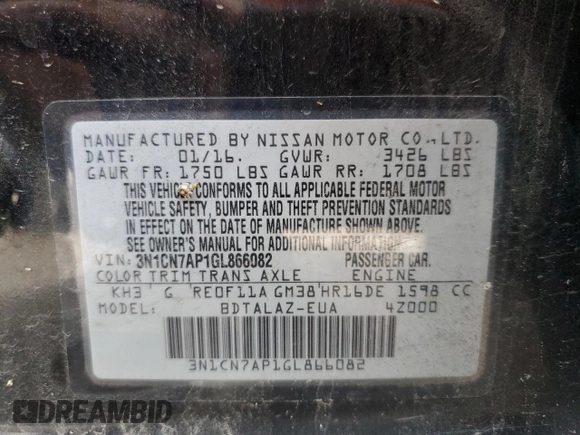 MANUFACTURED BY NISSAN MOTOR CO.,LTD.
DATE: 01/16. GVWR: 3426 LBS
GAWR FR: 1750 LBS GAWR RR: 1708 LBS
THIS VEHICLE CONFORMS TO ALL APPLICABLE FEDERAL MOTOR
VEHICLE SAFETY, BUMPER AND THEFT PREVENTION STANDARDS
IN EFFECT ON THE DATE OF MANUFACTURE SHOWN ABOVE.
SEE OWNER'S MANUAL FOR ADDITIONAL INFORMATION.
VIN: 3N1CN7AP1GL866082 PASSENGER CAR.
COLOR TRIM TRANS AXLE ENGINE
KH3 G RE0F11A GM38 HR16DE 1598 CC
MODEL: BDTALAZ-EUA 4Z000
3N1CN7AP1GL866082
DREAMBID